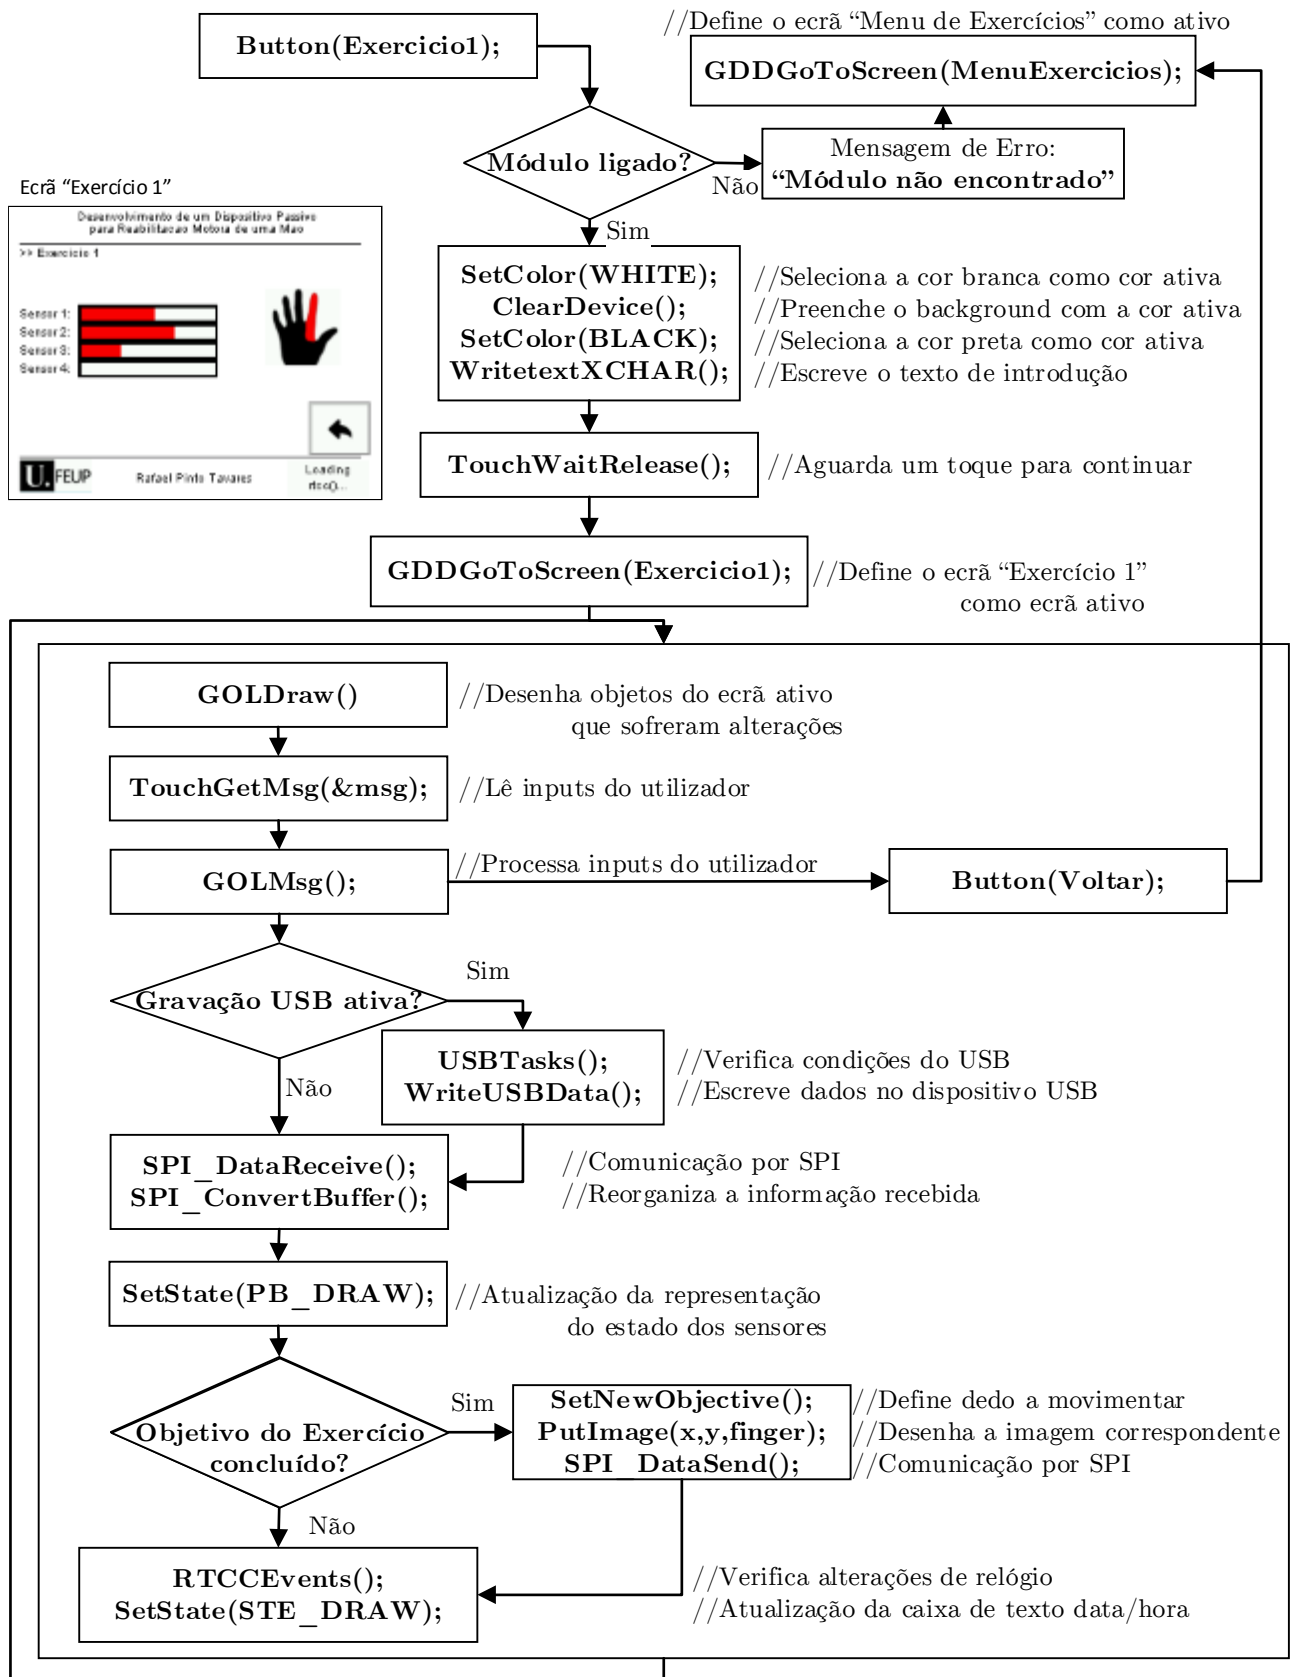 //Define o ecrã “Menu de Exercícios” como ativo
Button(Exercicio1);
GDDGoToScreen(MenuExercicios);
Módulo ligado?
Não
Mensagem de Erro:
“Módulo não encontrado”
Sim
Ecrã “Exercício 1”
Desenvolvimento de um Dispositivo Passivo
para Reabilitacao Motora de uma Mao
>> Exercicio 1
Sensor 1:
Sensor 2:
Sensor 3:
Sensor 4:
U. FEUP
Rafael Pinto Tavares
Loading
rtcc()...
SetColor(WHITE); //Seleciona a cor branca como cor ativa
ClearDevice(); //Preenche o background com a cor ativa
SetColor(BLACK); //Seleciona a cor preta como cor ativa
WritetextXCHAR(); //Escreve o texto de introdução
TouchWaitRelease(); //Aguarda um toque para continuar
GDDGoToScreen(Exercicio1); //Define o ecrã “Exercício 1”
como ecrã ativo
GOLDraw() //Desenha objetos do ecrã ativo
que sofreram alterações
TouchGetMsg(&msg); //Lê inputs do utilizador
GOLMsg(); //Processa inputs do utilizador
Button(Voltar);
Gravação USB ativa?
Sim
Não
USBTasks(); //Verifica condições do USB
WriteUSBData(); //Escreve dados no dispositivo USB
SPI_DataReceive(); //Comunicação por SPI
SPI_ConvertBuffer(); //Reorganiza a informação recebida
SetState(PB_DRAW); //Atualização da representação
do estado dos sensores
Objetivo do Exercício
concluído?
Sim
Não
SetNewObjective(); //Define dedo a movimentar
PutImage(x,y,finger); //Desenha a imagem correspondente
SPI_DataSend(); //Comunicação por SPI
RTCCEvents(); //Verifica alterações de relógio
SetState(STE_DRAW); //Atualização da caixa de texto data/hora